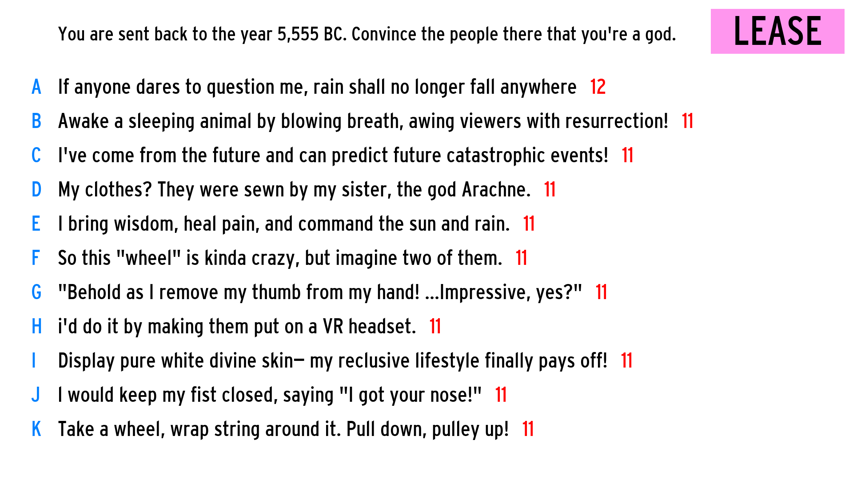 You are sent back to the year 5,555 BC. Convince the people there that you're a god.
LEASE
A If anyone dares to question me, rain shall no longer fall anywhere 12
B Awake a sleeping animal by blowing breath, awing viewers with resurrection! 11
C I've come from the future and can predict future catastrophic events! 11
D My clothes? They were sewn by my sister, the god Arachne. 11
E I bring wisdom, heal pain, and command the sun and rain. 11
F So this "wheel" is kinda crazy, but imagine two of them. 11
G "Behold as I remove my thumb from my hand! ...Impressive, yes?" 11
H i'd do it by making them put on a VR headset. 11
I Display pure white divine skin– my reclusive lifestyle finally pays off! 11
J I would keep my fist closed, saying "I got your nose!" 11
K Take a wheel, wrap string around it. Pull down, pulley up! 11